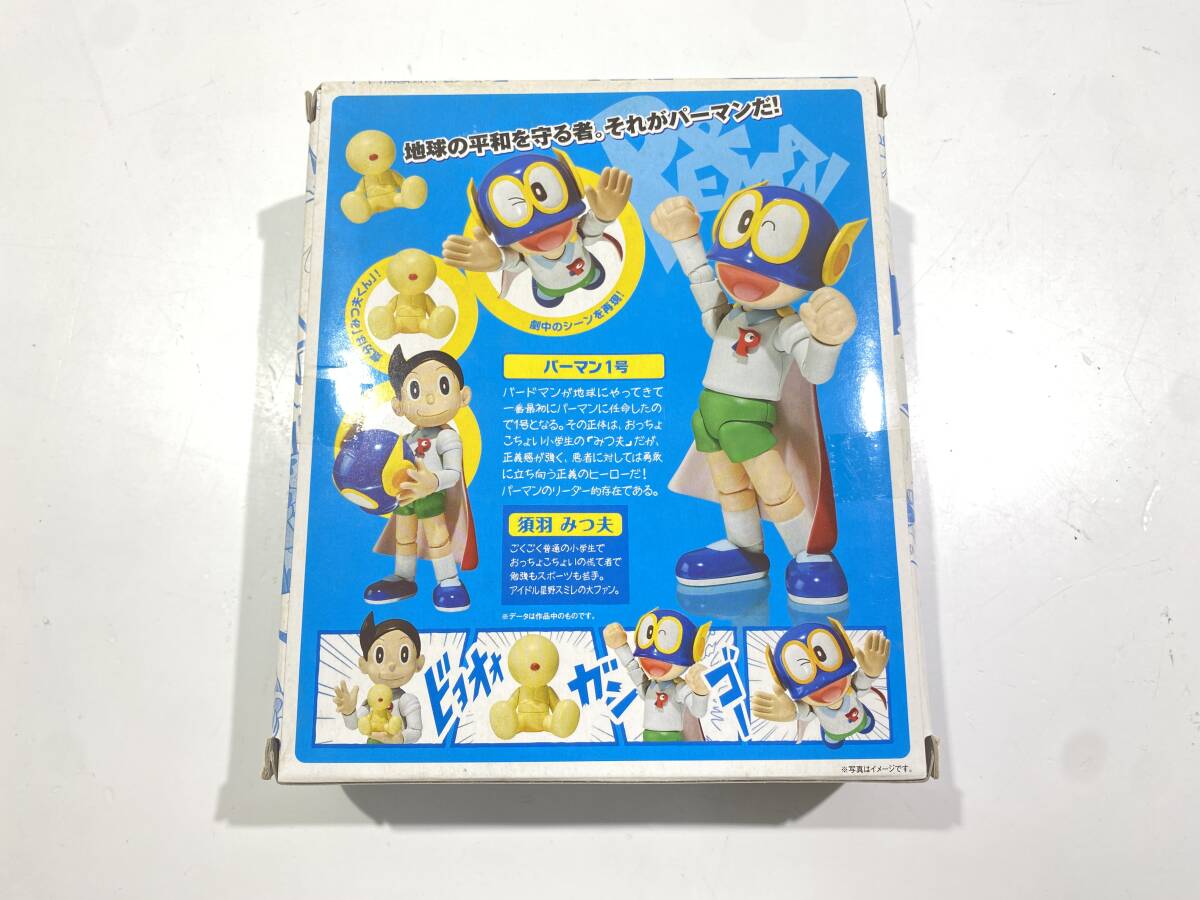 地球の平和を守る者。それがパーマンだ!
PERMAN
劇中のシーンを再現!
パーマン1号
バードマンが地球にやってきて
一番最初にパーマンに任命したの
で1号となる。その正体は、おっちょ
こちょい小学生の『みつ夫』だが、
正義感が強く、悪者に対しては勇敢
に立ち向う正義のヒーローだ!
パーマンのリーダー的存在である。
須羽 みつ夫
ごくごく普通の小学生で
おっちょこちょいの慌て者で
勉強もスポーツも苦手。
アイドル星野スミレの大ファン。
※データは作品中のものです。
ビョオォォ
ガシ
ゴー
※写真はイメージです。